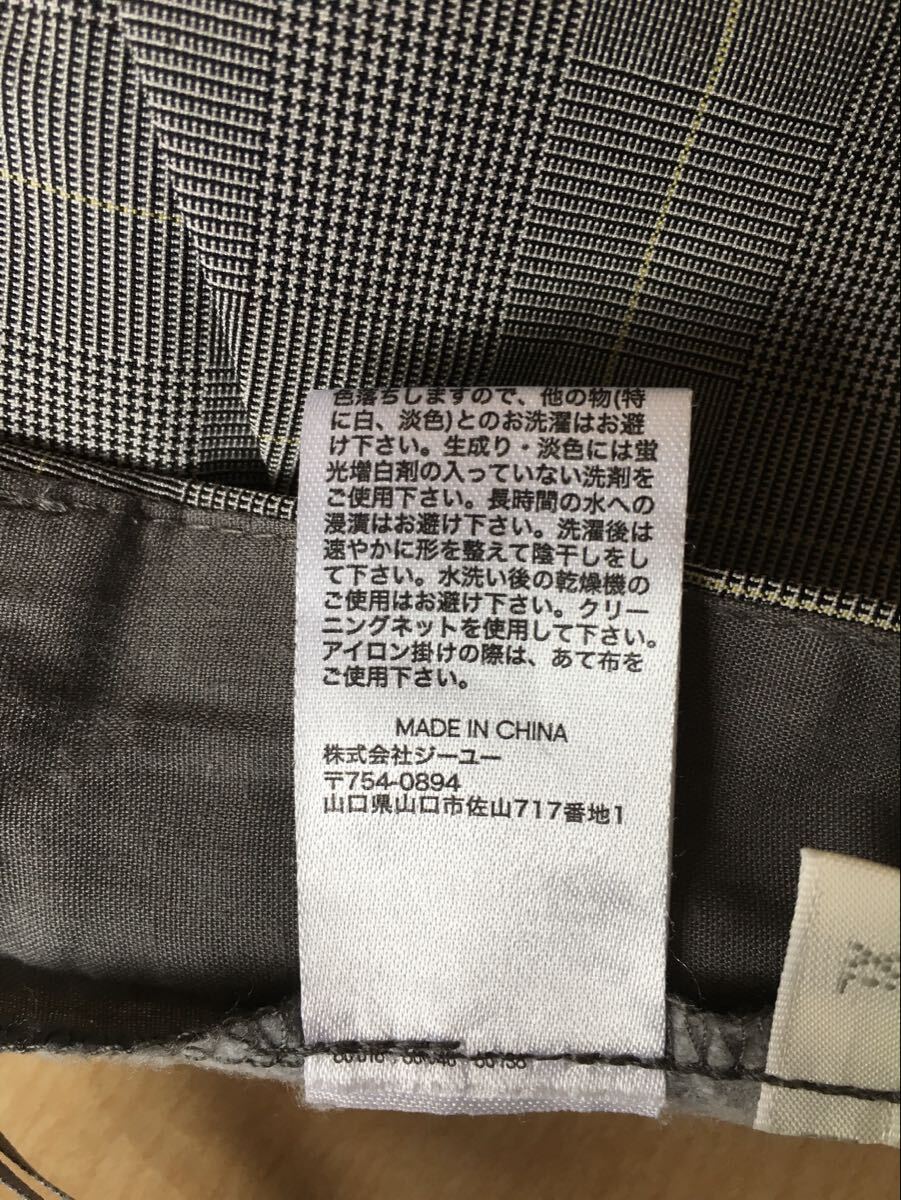 色落ちしますので、他の物(特
に白、淡色)とのお洗濯はお避
け下さい。生成り・淡色には蛍
光増白剤の入っていない洗剤を
ご使用下さい。長時間の水への
浸漬はお避け下さい。洗濯後は
速やかに形を整えて陰干しをし
て下さい。水洗い後の乾燥機の
ご使用はお避け下さい。クリー
ニングネットを使用して下さい。
アイロン掛けの際は、あて布を
ご使用下さい。
MADE IN CHINA
株式会社ジーユー
〒754-0894
山口県山口市佐山717番地1